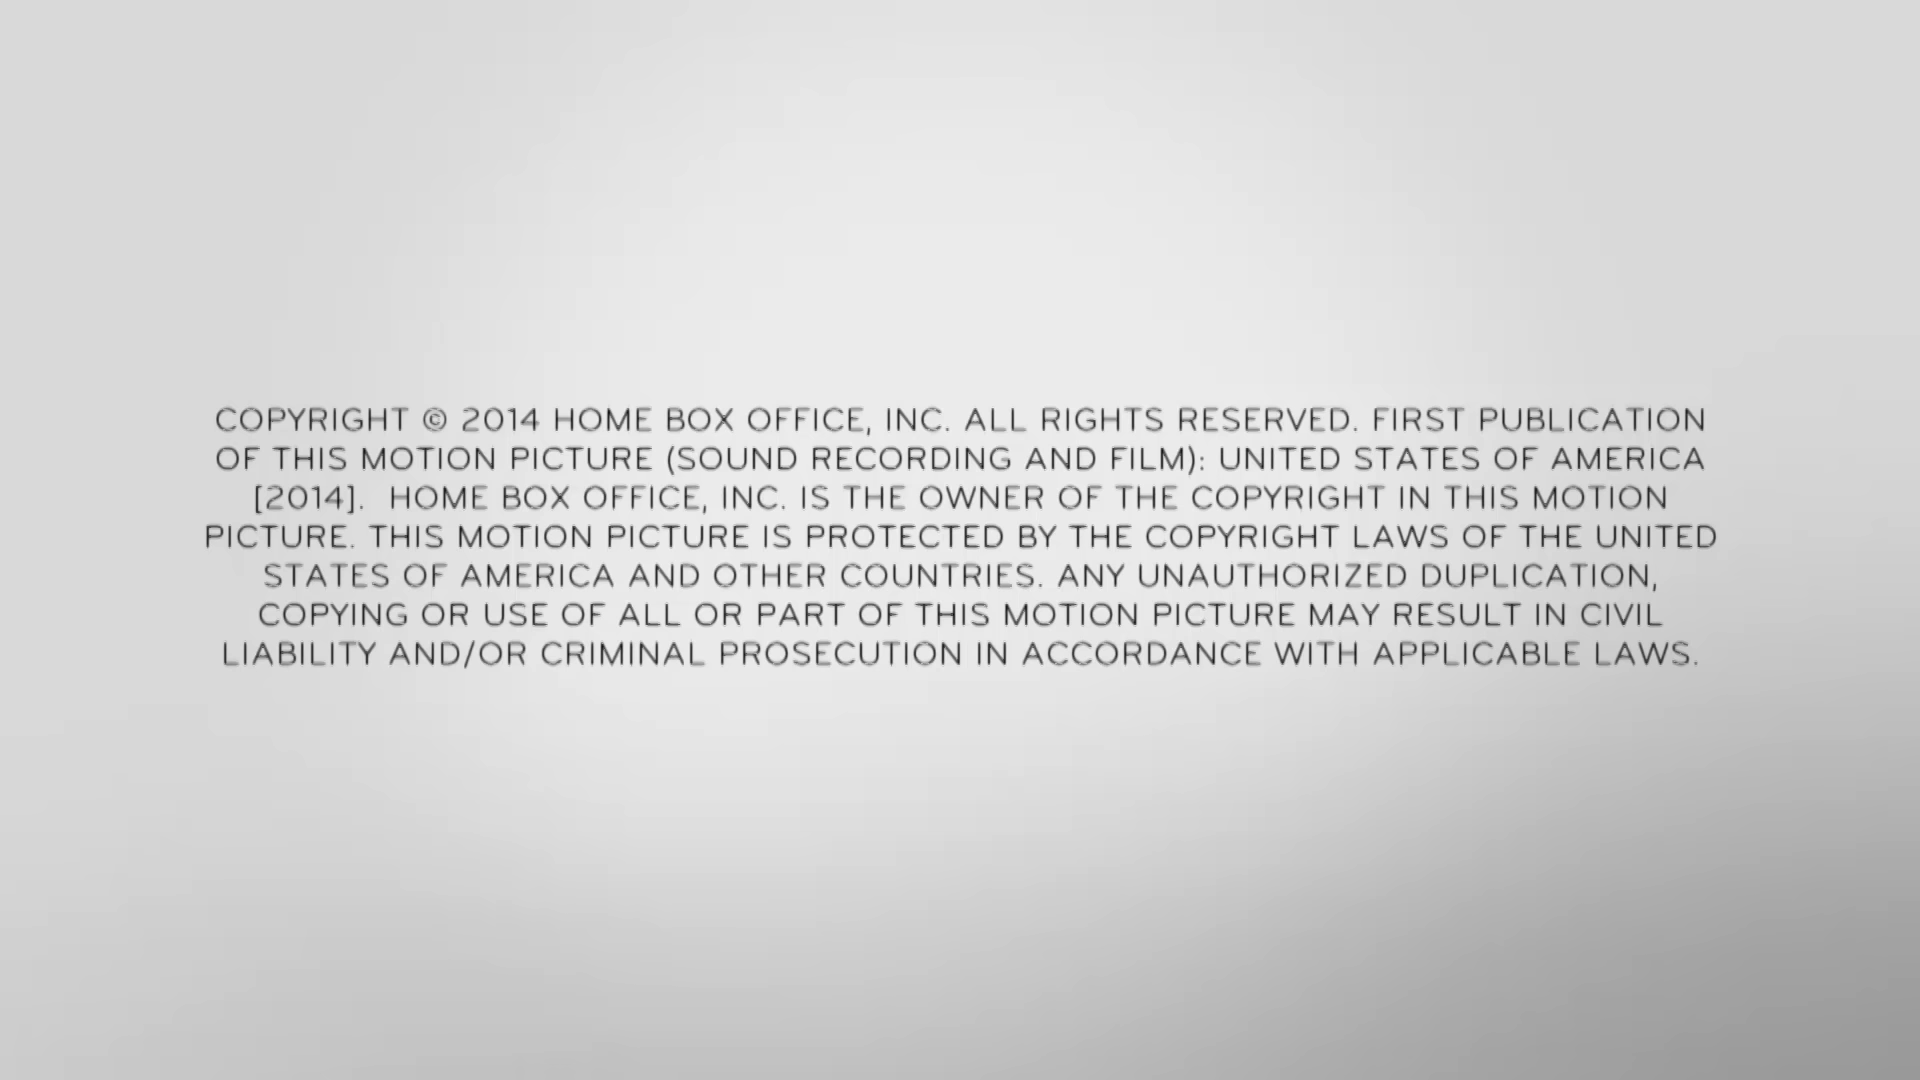 COPYRIGHT © 2014 HOME BOX OFFICE, INC. ALL RIGHTS RESERVED. FIRST PUBLICATION
OF THIS MOTION PICTURE (SOUND RECORDING AND FILM): UNITED STATES OF AMERICA
[2014].  HOME BOX OFFICE, INC. IS THE OWNER OF THE COPYRIGHT IN THIS MOTION
PICTURE. THIS MOTION PICTURE IS PROTECTED BY THE COPYRIGHT LAWS OF THE UNITED
STATES OF AMERICA AND OTHER COUNTRIES. ANY UNAUTHORIZED DUPLICATION,
COPYING OR USE OF ALL OR PART OF THIS MOTION PICTURE MAY RESULT IN CIVIL
LIABILITY AND/OR CRIMINAL PROSECUTION IN ACCORDANCE WITH APPLICABLE LAWS.